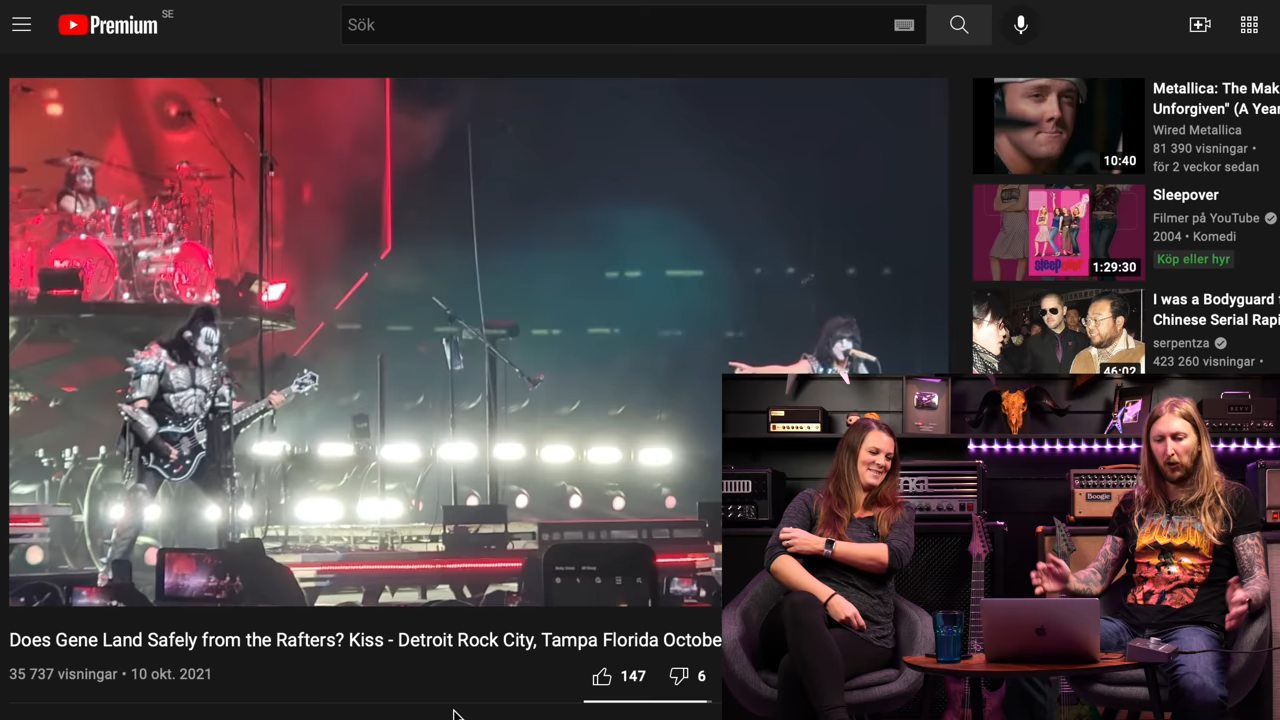 Premium SE
Sök
Metallica: The Mak
Unforgiven" (A Year
Wired Metallica
81 390 visningar •
för 2 veckor sedan
10:40
Sleepover
Filmer på YouTube
2004 • Komedi
Köp eller hyr
1:29:30
I was a Bodyguard
Chinese Serial Rapi
serpentza
423 260 visningar •
46:02
Does Gene Land Safely from the Rafters? Kiss - Detroit Rock City, Tampa Florida Octobe
35 737 visningar • 10 okt. 2021
147
6
ENGL
Boogie
DOOM